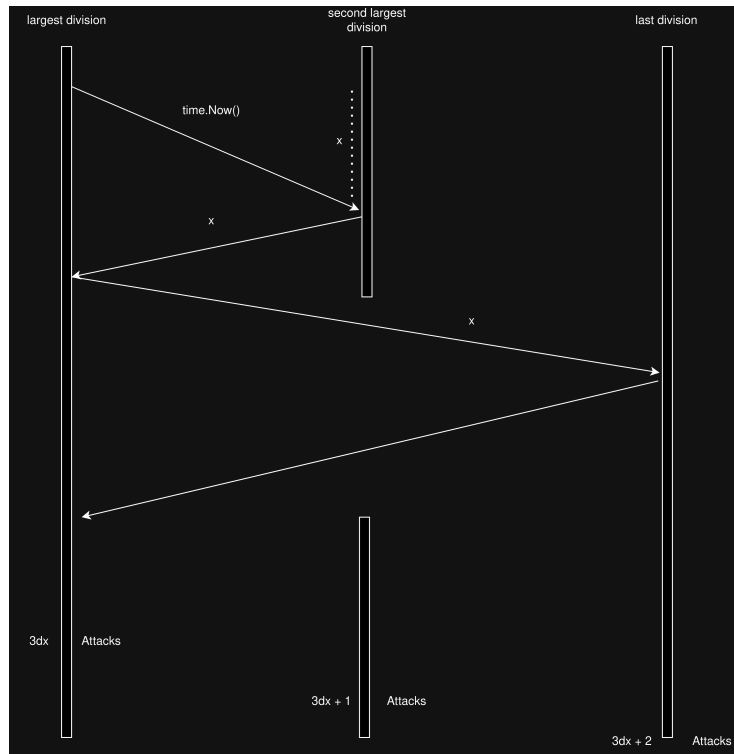 largest division
second largest
division
last division
time.Now()
x
x
x
3dx Attacks
3dx + 1 Attacks
3dx + 2 Attacks